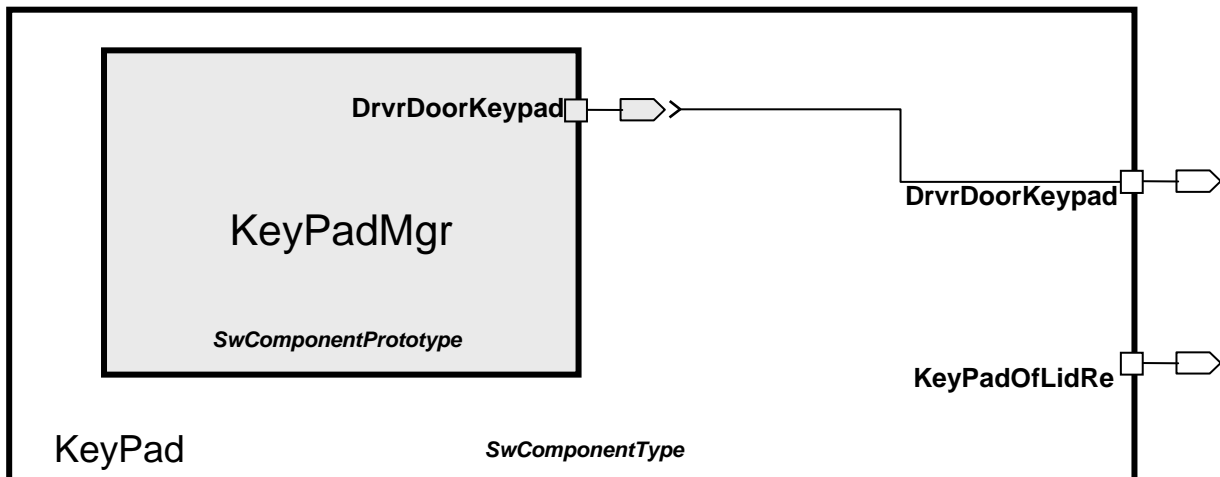 DrvrDoorKeypad
DrvrDoorKeypad
KeyPadMgr
SwComponentPrototype
KeyPadOfLidRe
KeyPad
SwComponentType